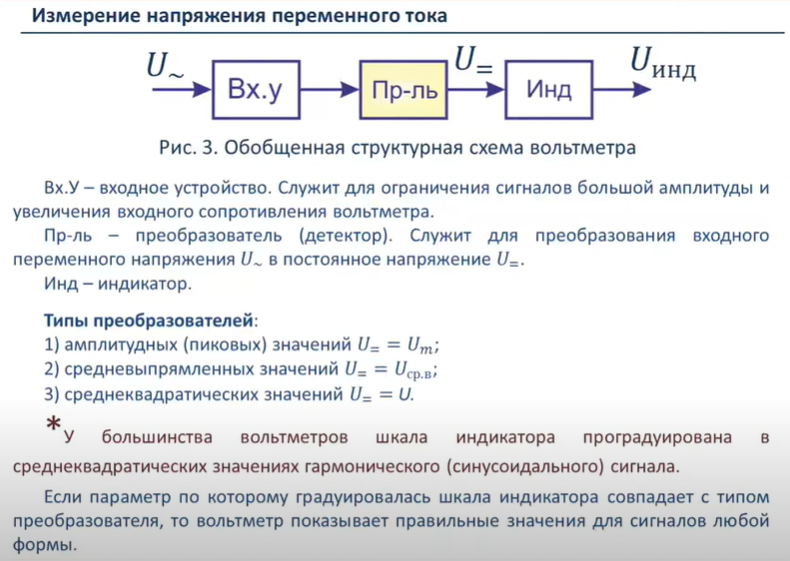 Измерение напряжения переменного тока
U~ Вх.у Пр-ль U= Инд Uинд
Рис. 3. Обобщенная структурная схема вольтметра
Вх.У – входное устройство. Служит для ограничения сигналов большой амплитуды и
увеличения входного сопротивления вольтметра.
Пр-ль – преобразователь (детектор). Служит для преобразования входного
переменного напряжения U~ в постоянное напряжение U=.
Инд – индикатор.
Типы преобразователей:
1) амплитудных (пиковых) значений U= = Um;
2) средневыпрямленных значений U= = Uср.в;
3) среднеквадратических значений U= = U.
*У большинства вольтметров шкала индикатора проградуирована в
среднеквадратических значениях гармонического (синусоидального) сигнала.
Если параметр по которому градуировалась шкала индикатора совпадает с типом
преобразователя, то вольтметр показывает правильные значения для сигналов любой
формы.